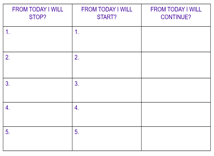 FROM TODAY I WILL STOP?
FROM TODAY I WILL START?
FROM TODAY I WILL CONTINUE?
1. 1.
2. 2.
3. 3.
4. 4.
5. 5.